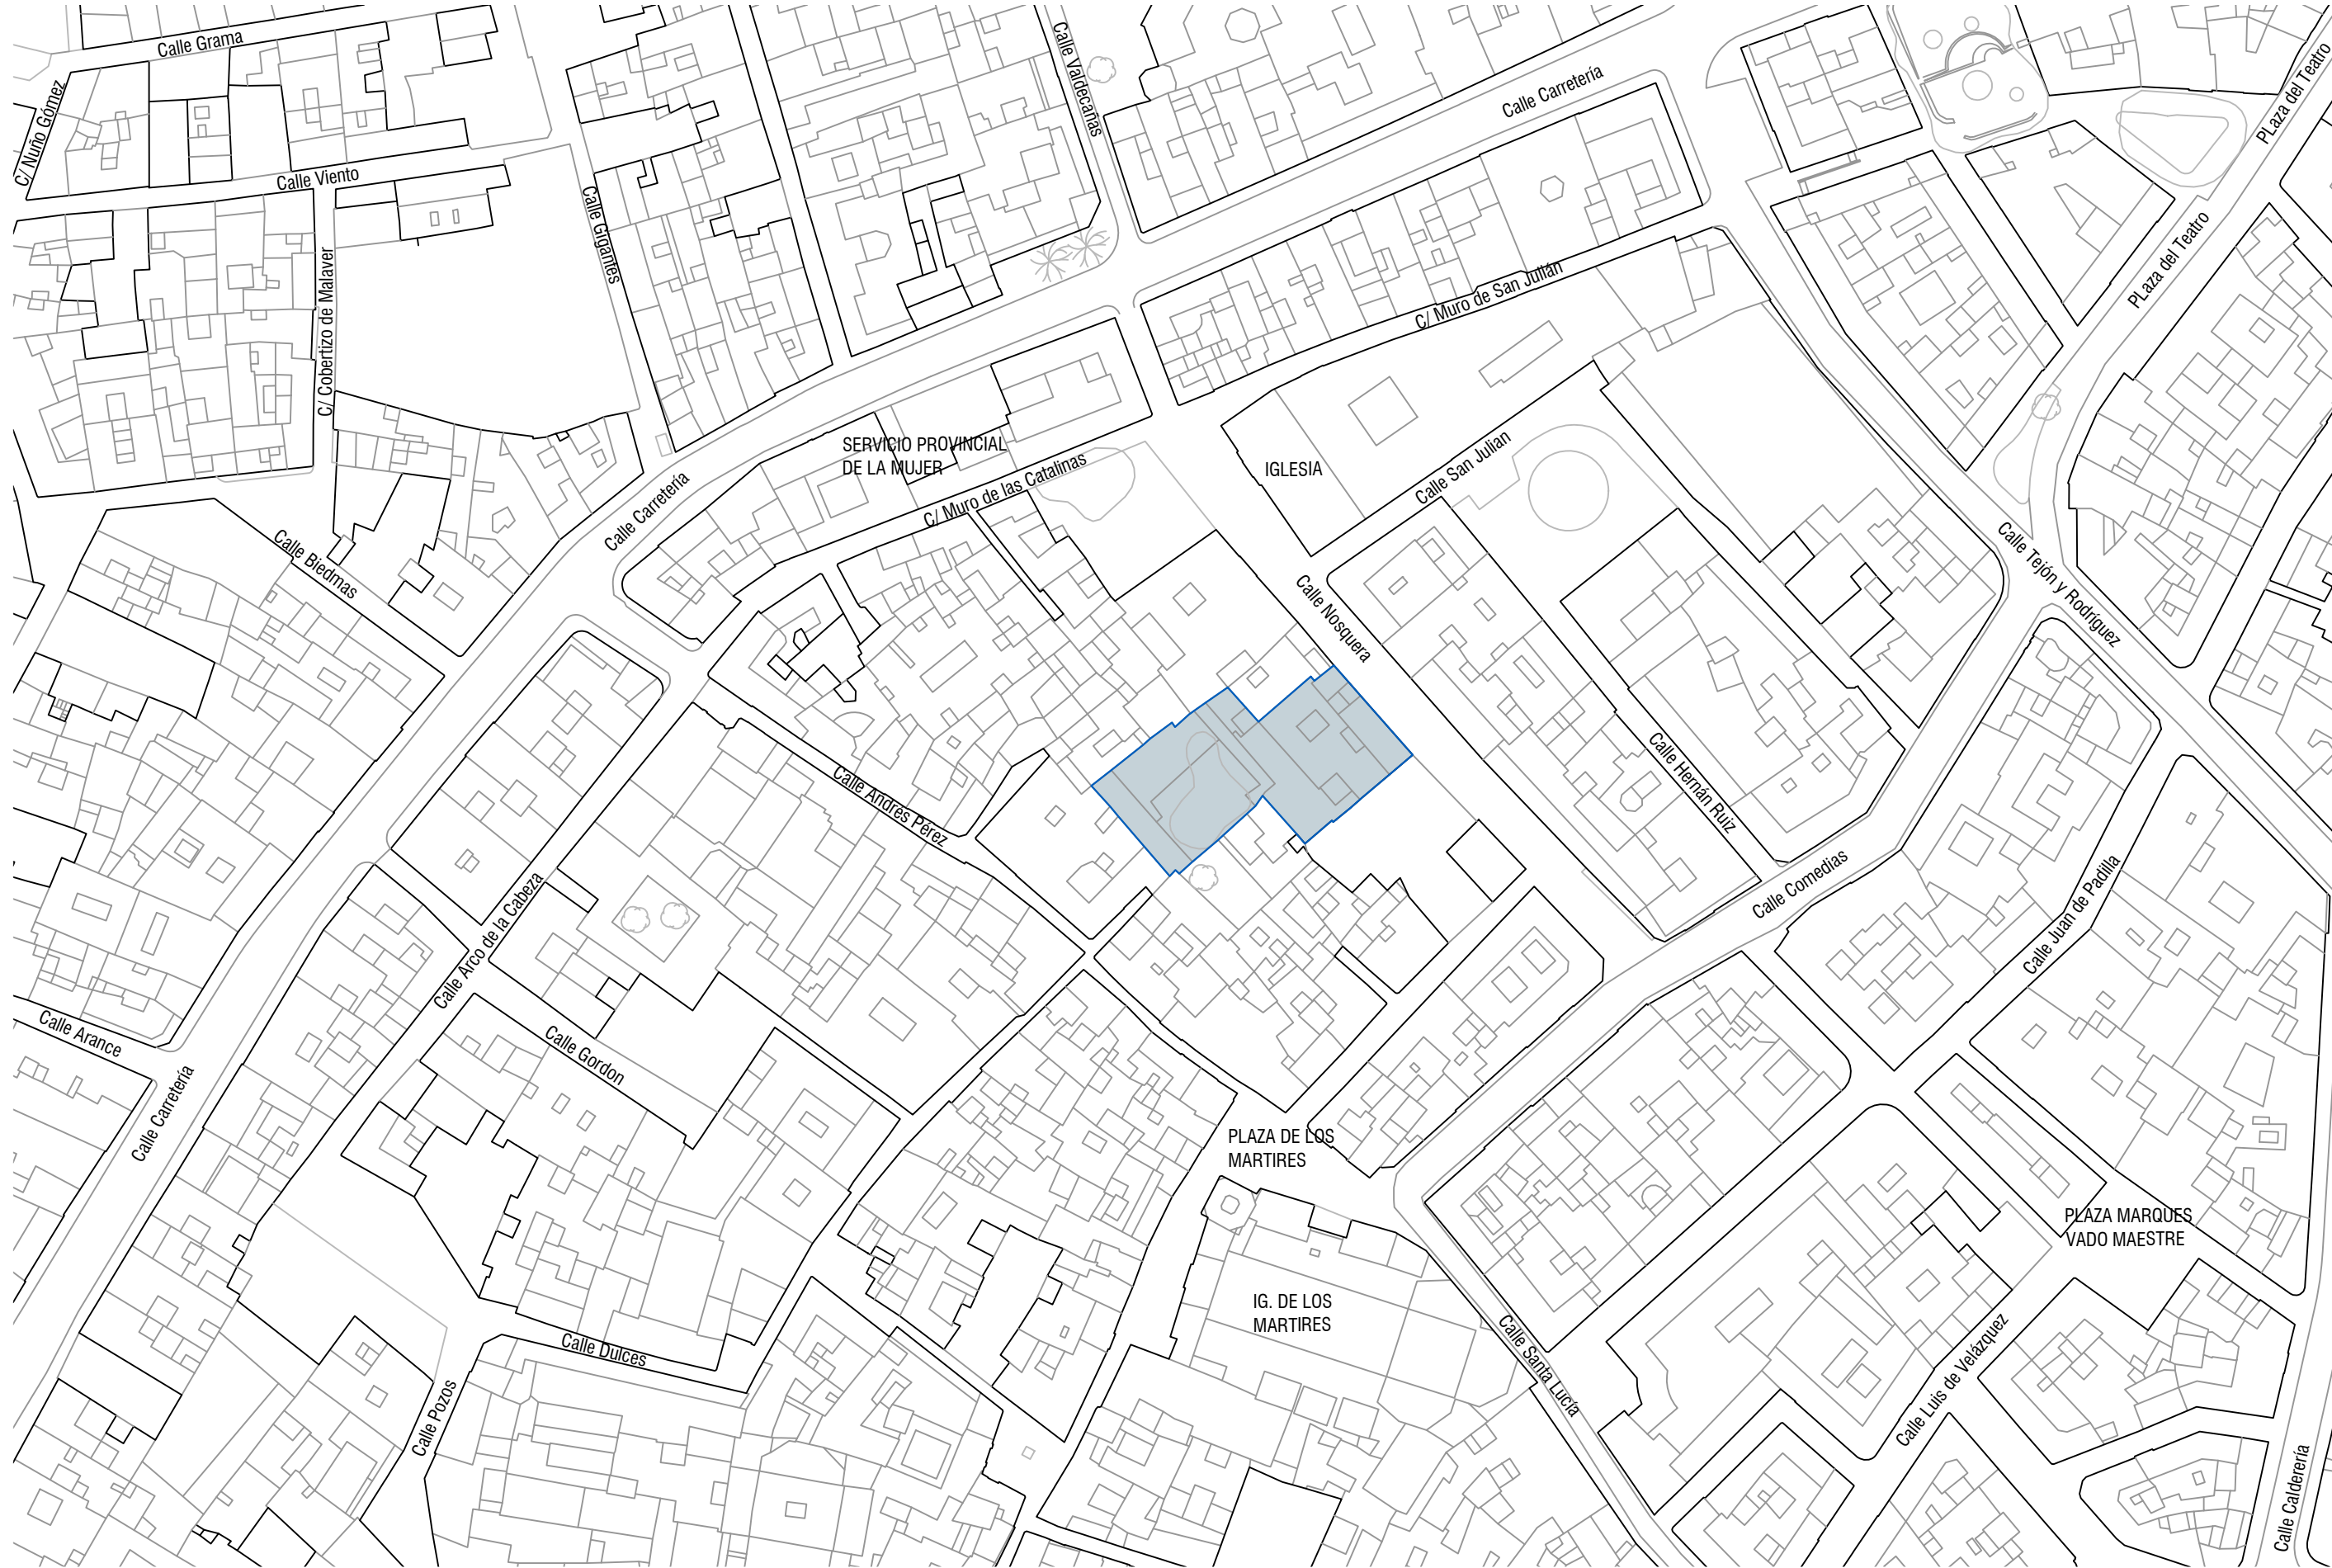 Calle Grama
C/ Nuño Gómez
Calle Viento
Calle Gigantes
C/ Cobertizo de Malaver
Calle Valdecañas
Calle Carretería
PLaza del Teatro
PLaza del Teatro
C/ Muro de San Julián
SERVICIO PROVINCIAL
DE LA MUJER
C/ Muro de las Catalinas
IGLESIA
Calle San Julian
Calle Carretería
Calle Biedmas
Calle Nosquera
Calle Tejón y Rodríguez
Calle Andrés Pérez
Calle Hernán Ruiz
Calle Comedias
Calle Juan de Padilla
Calle Arco de la Cabeza
Calle Arance
Calle Gordon
Calle Carretería
PLAZA DE LOS
MARTIRES
PLAZA MARQUES
VADO MAESTRE
IG. DE LOS
MARTIRES
Calle Dulces
Calle Santa Lucía
Calle Luis de Velázquez
Calle Pozos
Calle Calderería